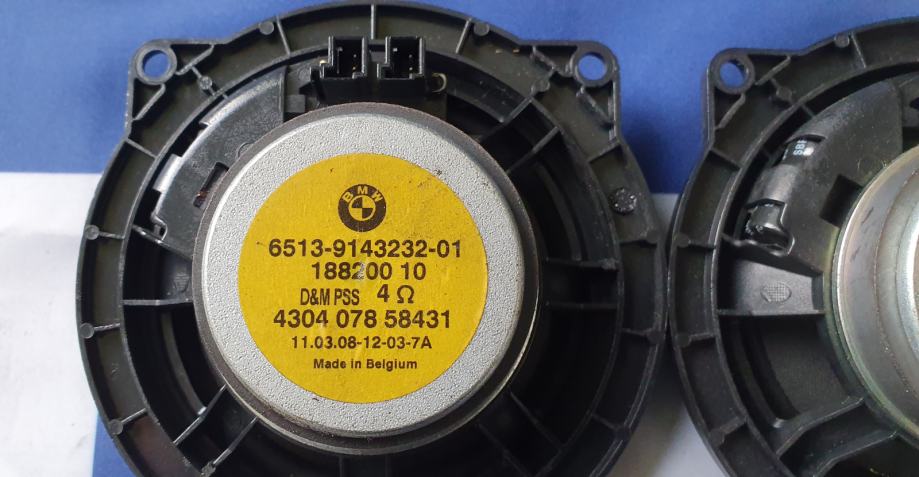 BMW
6513-9143232-01
188200 10
D&M PSS 4 Ω
4304 078 58431
11.03.08-12-03-7A
Made in Belgium